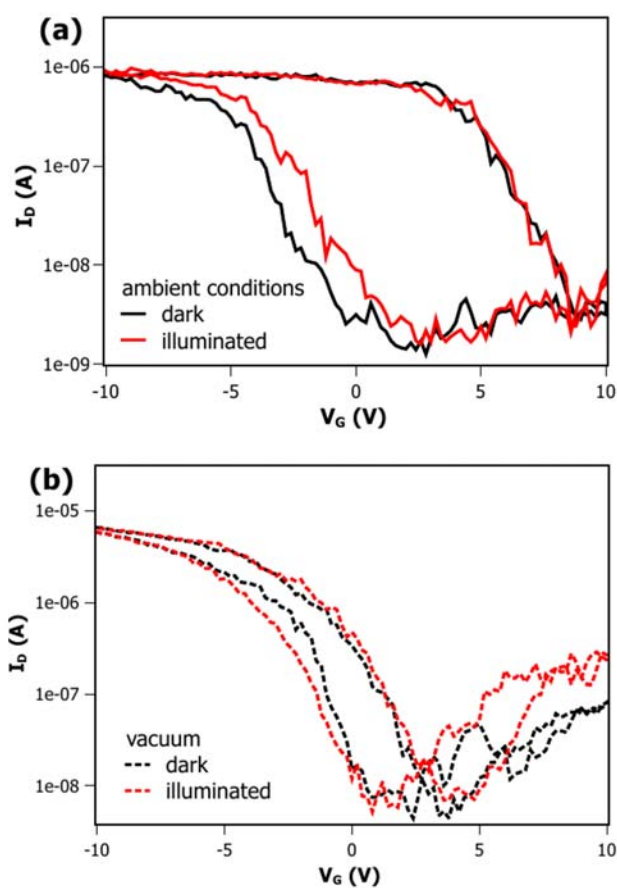 (a)
1e-06
1e-07
1e-08
1e-09
I_D (A)
ambient conditions
dark
illuminated
-10 -5 0 5 10
V_G (V)
(b)
1e-05
1e-06
1e-07
1e-08
I_D (A)
vacuum
dark
illuminated
-10 -5 0 5 10
V_G (V)